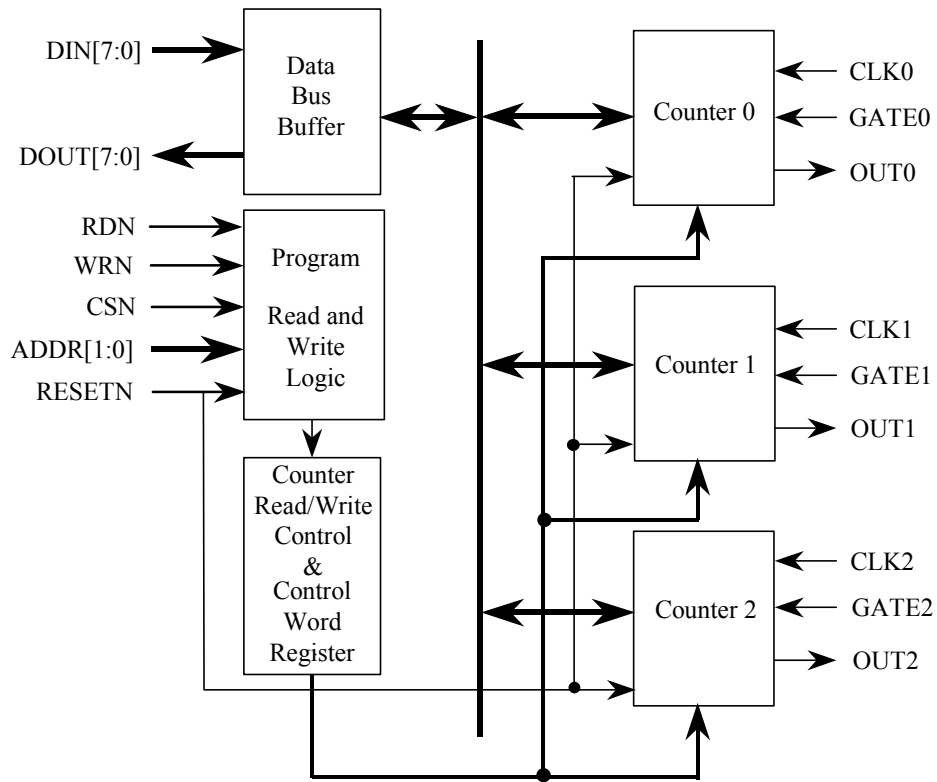 DIN[7:0]
DOUT[7:0]
Data
Bus
Buffer
RDN
WRN
CSN
ADDR[1:0]
RESETN
Program
Read and
Write
Logic
Counter
Read/Write
Control
&
Control
Word
Register
Counter 0
CLK0
GATE0
OUT0
Counter 1
CLK1
GATE1
OUT1
Counter 2
CLK2
GATE2
OUT2